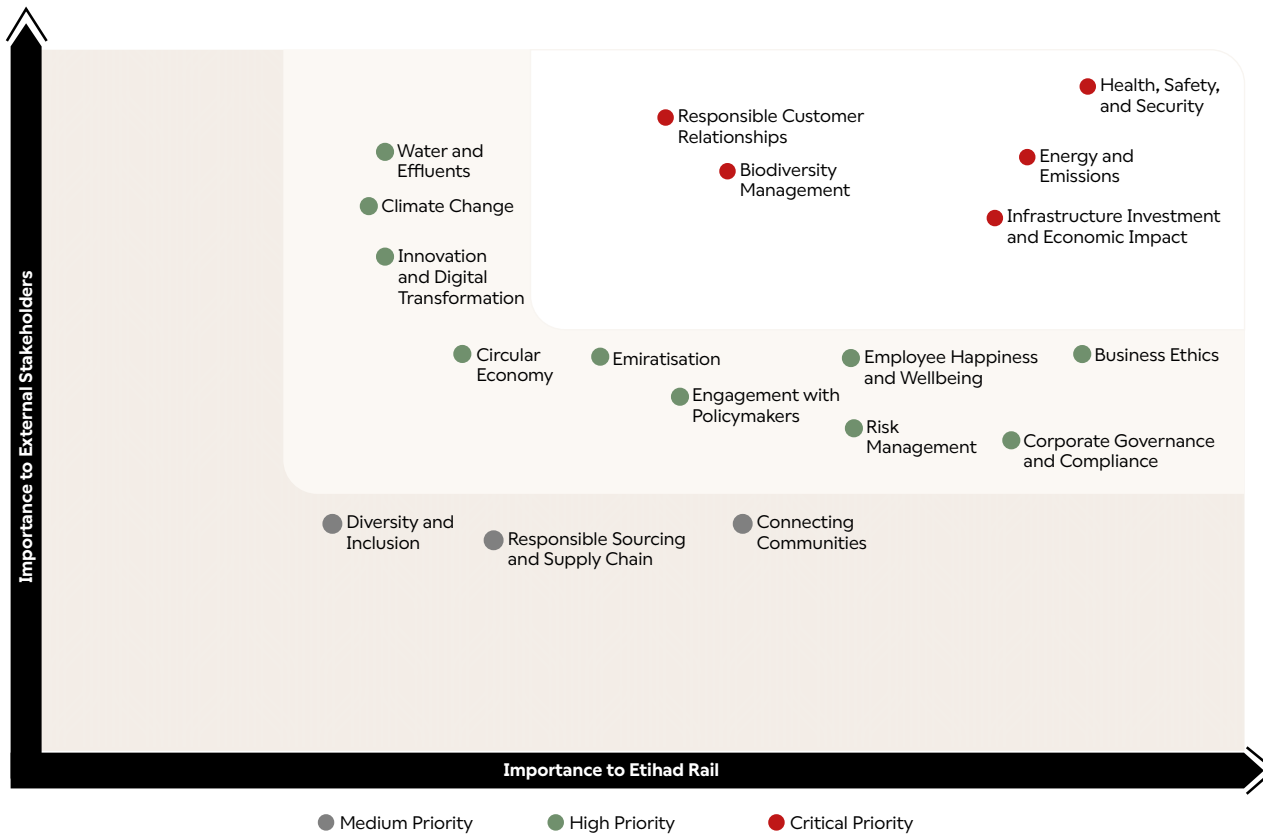 Health, Safety,
and Security
Responsible Customer
Relationships
Water and
Effluents
Energy and
Emissions
Biodiversity
Management
Climate Change
Infrastructure Investment
and Economic Impact
Innovation
and Digital
Transformation
Importance to External Stakeholders
Circular
Economy
Emiratisation
Employee Happiness
and Wellbeing
Business Ethics
Engagement with
Policymakers
Risk
Management
Corporate Governance
and Compliance
Diversity and
Inclusion
Responsible Sourcing
and Supply Chain
Connecting
Communities
Importance to Etihad Rail
Medium Priority
High Priority
Critical Priority